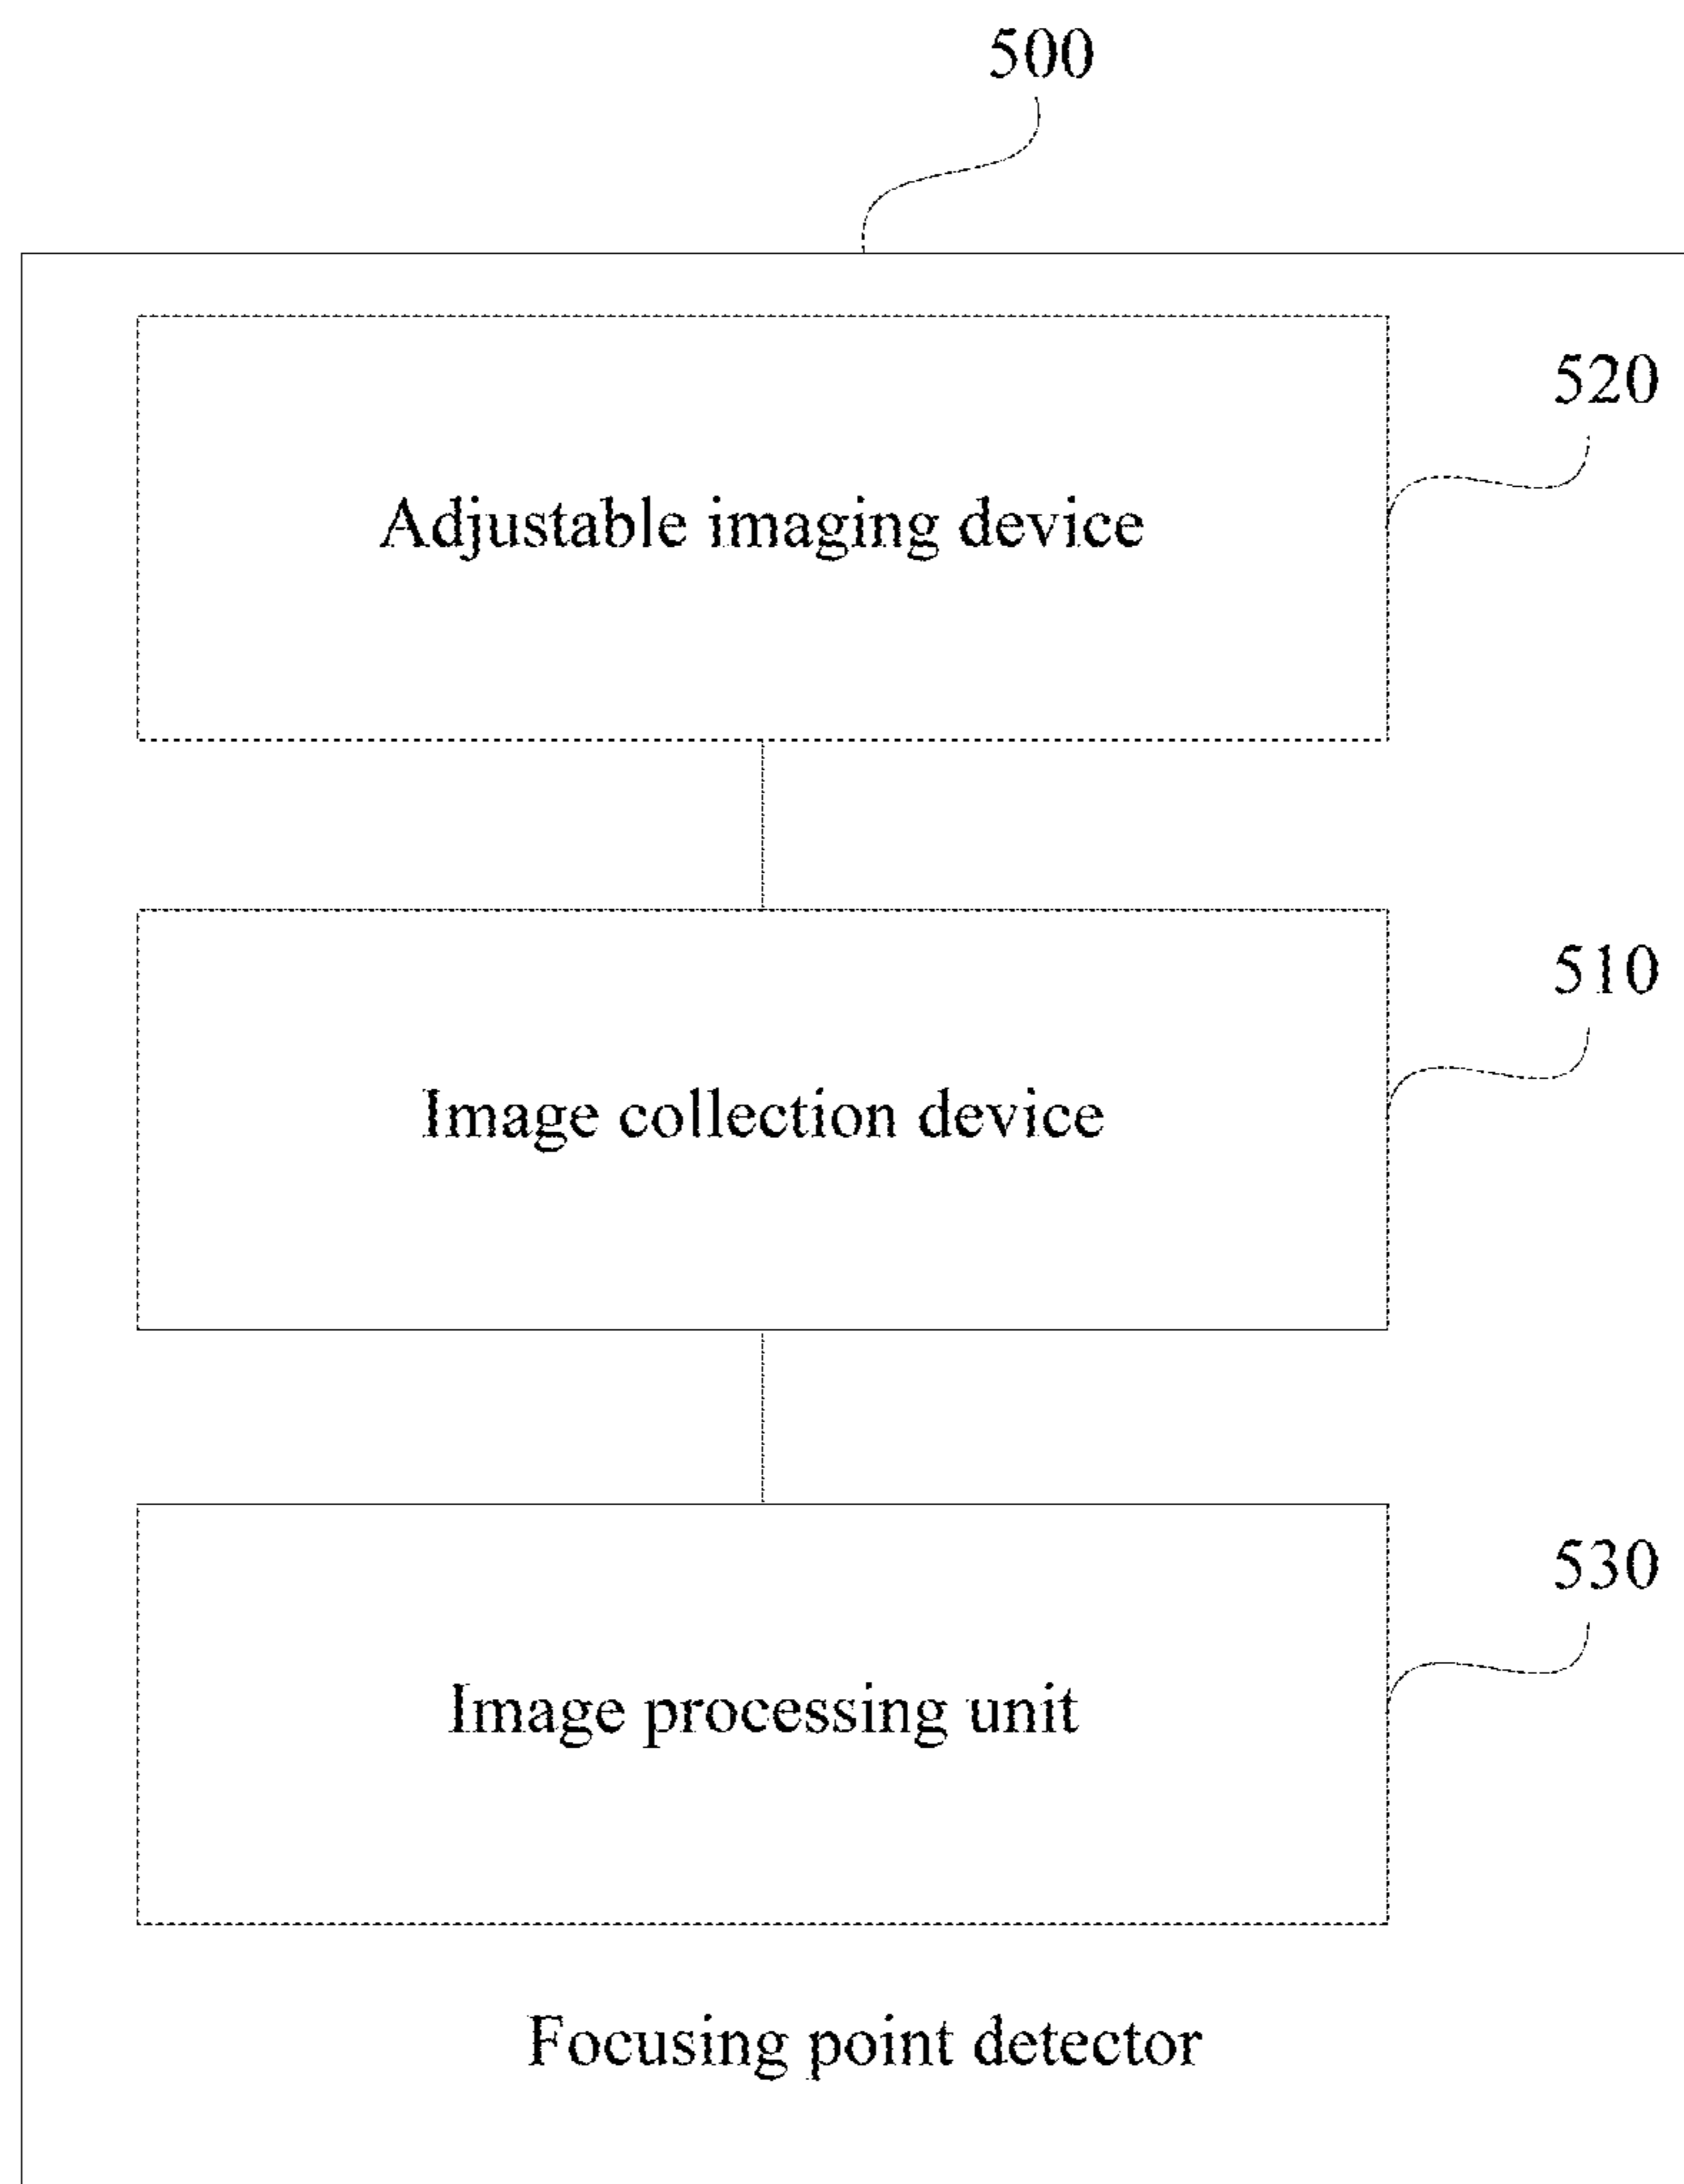 500
520
Adjustable imaging device
510
Image collection device
530
Image processing unit
Focusing point detector